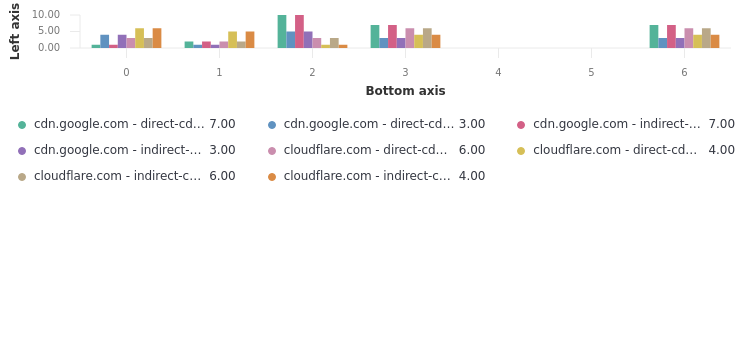 Left axis
10.00
5.00
0.00
0 1 2 3 4 5 6
Bottom axis
cdn.google.com - direct-cd... 7.00
cdn.google.com - direct-cd... 3.00
cdn.google.com - indirect-... 7.00
cdn.google.com - indirect-... 3.00
cloudflare.com - direct-cd... 6.00
cloudflare.com - direct-cd... 4.00
cloudflare.com - indirect-c... 6.00
cloudflare.com - indirect-c... 4.00